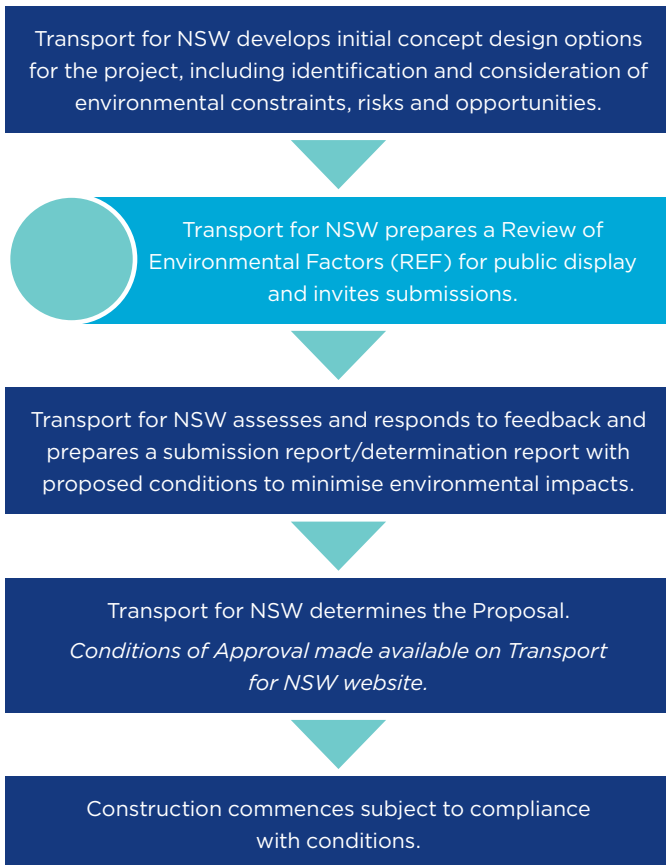 Transport for NSW develops initial concept design options
for the project, including identification and consideration of
environmental constraints, risks and opportunities.
Transport for NSW prepares a Review of
Environmental Factors (REF) for public display
and invites submissions.
Transport for NSW assesses and responds to feedback and
prepares a submission report/determination report with
proposed conditions to minimise environmental impacts.
Transport for NSW determines the Proposal.
Conditions of Approval made available on Transport
for NSW website.
Construction commences subject to compliance
with conditions.